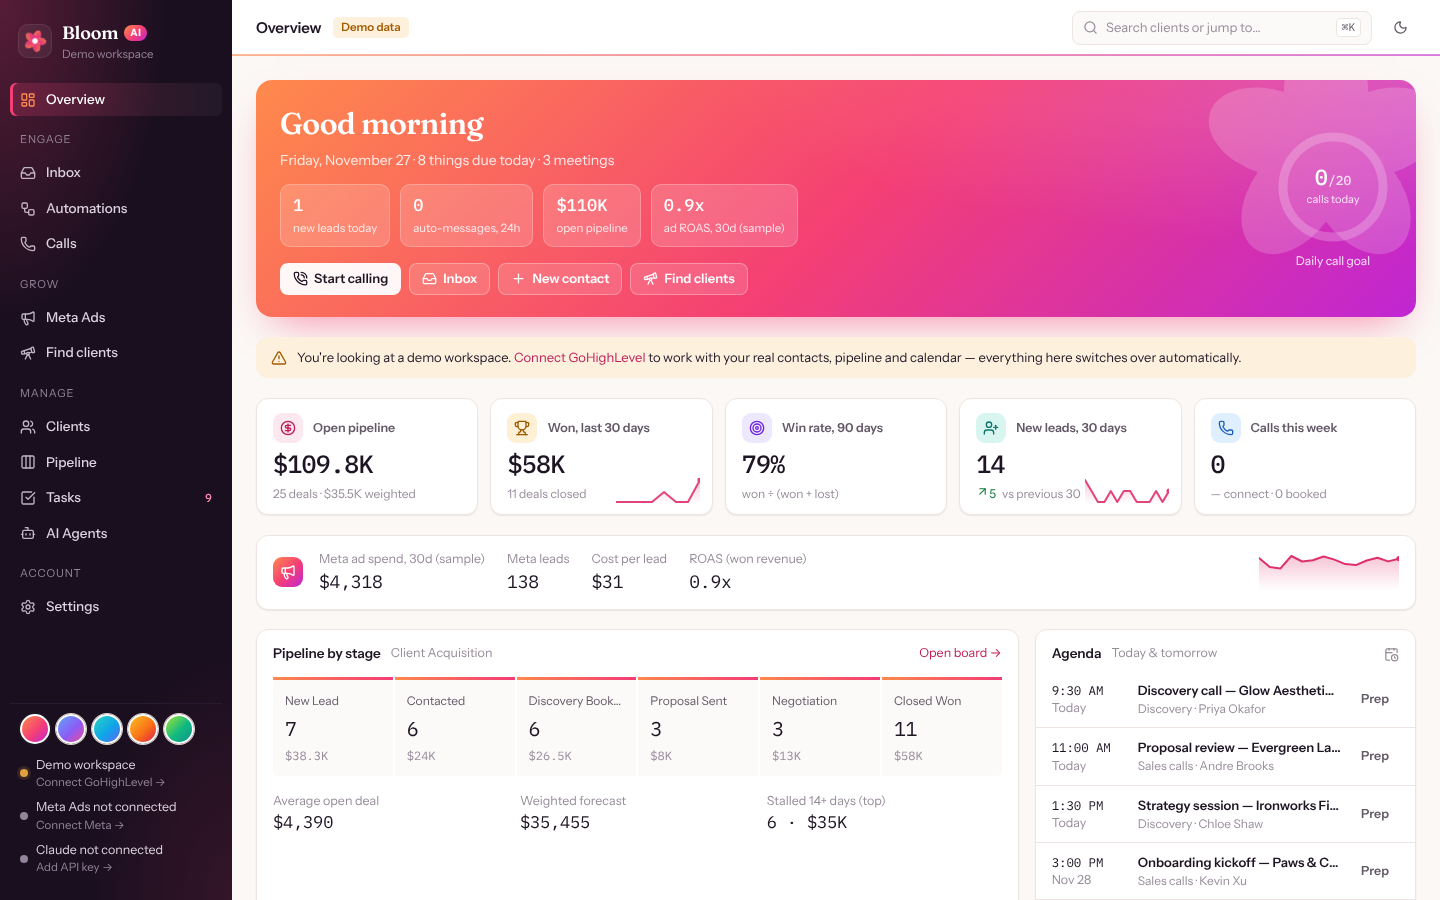 Bloom AI
Demo workspace
Overview
ENGAGE
Inbox
Automations
Calls
GROW
Meta Ads
Find clients
MANAGE
Clients
Pipeline
Tasks 9
AI Agents
ACCOUNT
Settings
Demo workspace
Connect GoHighLevel →
Meta Ads not connected
Connect Meta →
Claude not connected
Add API key →
Overview Demo data
Search clients or jump to... ⌘K
Good morning
Friday, November 27 · 8 things due today · 3 meetings
1
new leads today
0
auto-messages, 24h
$110K
open pipeline
0.9x
ad ROAS, 30d (sample)
Start calling
Inbox
New contact
Find clients
0/20
calls today
Daily call goal
You're looking at a demo workspace. Connect GoHighLevel to work with your real contacts, pipeline and calendar — everything here switches over automatically.
Open pipeline
$109.8K
25 deals · $35.5K weighted
Won, last 30 days
$58K
11 deals closed
Win rate, 90 days
79%
won ÷ (won + lost)
New leads, 30 days
14
5 vs previous 30
Calls this week
0
— connect · 0 booked
Meta ad spend, 30d (sample)
$4,318
Meta leads
138
Cost per lead
$31
ROAS (won revenue)
0.9x
Pipeline by stage Client Acquisition Open board →
New Lead
7
$38.3K
Contacted
6
$24K
Discovery Book...
6
$26.5K
Proposal Sent
3
$8K
Negotiation
3
$13K
Closed Won
11
$58K
Average open deal
$4,390
Weighted forecast
$35,455
Stalled 14+ days (top)
6 · $35K
Agenda Today & tomorrow
9:30 AM
Today
Discovery call — Glow Aestheti...
Discovery · Priya Okafor
Prep
11:00 AM
Today
Proposal review — Evergreen La...
Sales calls · Andre Brooks
Prep
1:30 PM
Today
Strategy session — Ironworks Fi...
Discovery · Chloe Shaw
Prep
3:00 PM
Nov 28
Onboarding kickoff — Paws & C...
Sales calls · Kevin Xu
Prep